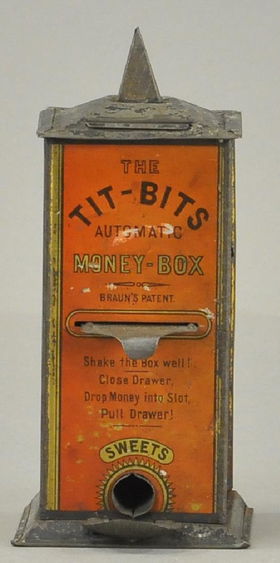 THE
TIT-BITS
AUTOMATIC
MONEY-BOX
OR
BRAUN'S PATENT.
Shake the Box well!
Close Drawer,
Drop Money into Slot,
Pull Drawer!
SWEETS